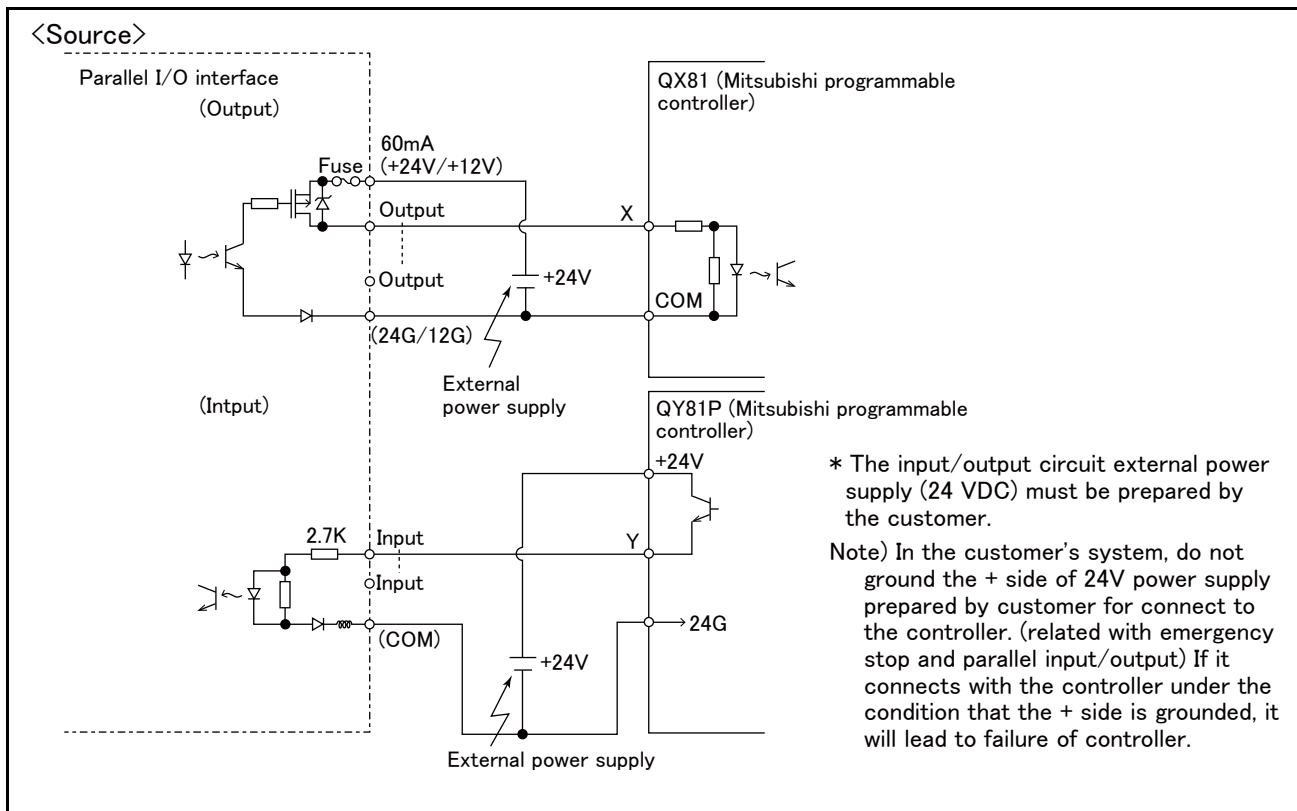 <Source>
Parallel I/O interface
(Output)
QX81 (Mitsubishi programmable
controller)
60mA
(+24V/+12V)
Fuse
Output
X
Output
+24V
COM
(24G/12G)
External
power supply
(Intput)
QY81P (Mitsubishi programmable
controller)
+24V
2.7K
Input
Y
Input
(COM)
24G
+24V
External power supply
* The input/output circuit external power
supply (24 VDC) must be prepared by
the customer.
Note) In the customer's system, do not
ground the + side of 24V power supply
prepared by customer for connect to
the controller. (related with emergency
stop and parallel input/output) If it
connects with the controller under the
condition that the + side is grounded, it
will lead to failure of controller.